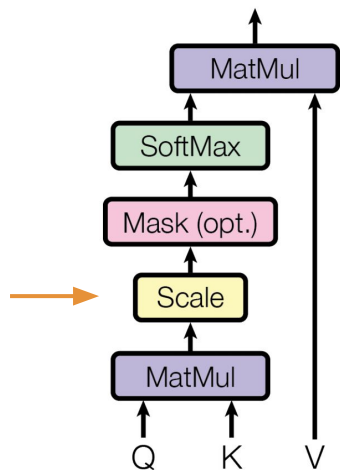 MatMul
SoftMax
Mask (opt.)
Scale
MatMul
Q K V